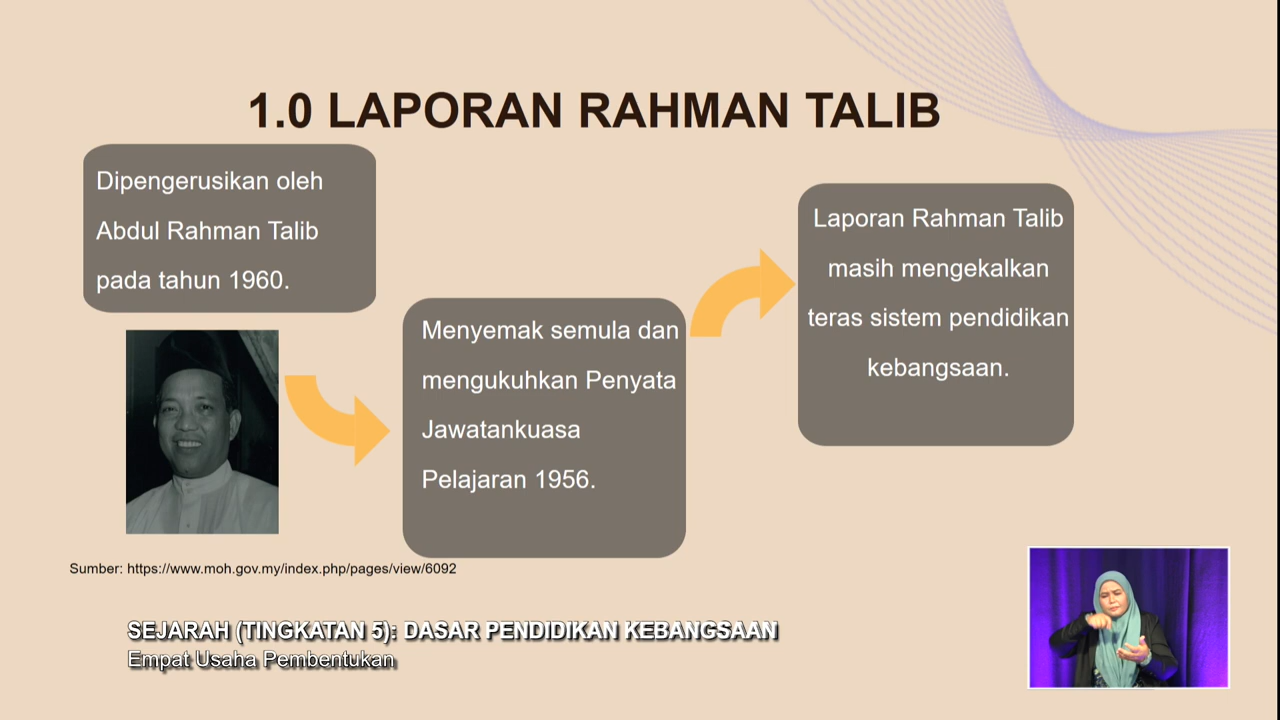 1.0 LAPORAN RAHMAN TALIB
Dipengerusikan oleh
Abdul Rahman Talib
pada tahun 1960.
Menyemak semula dan
mengukuhkan Penyata
Jawatankuasa
Pelajaran 1956.
Laporan Rahman Talib
masih mengekalkan
teras sistem pendidikan
kebangsaan.
Sumber: https://www.moh.gov.my/index.php/pages/view/6092
SEJARAH (TINGKATAN 5): DASAR PENDIDIKAN KEBANGSAAN
Empat Usaha Pembentukan